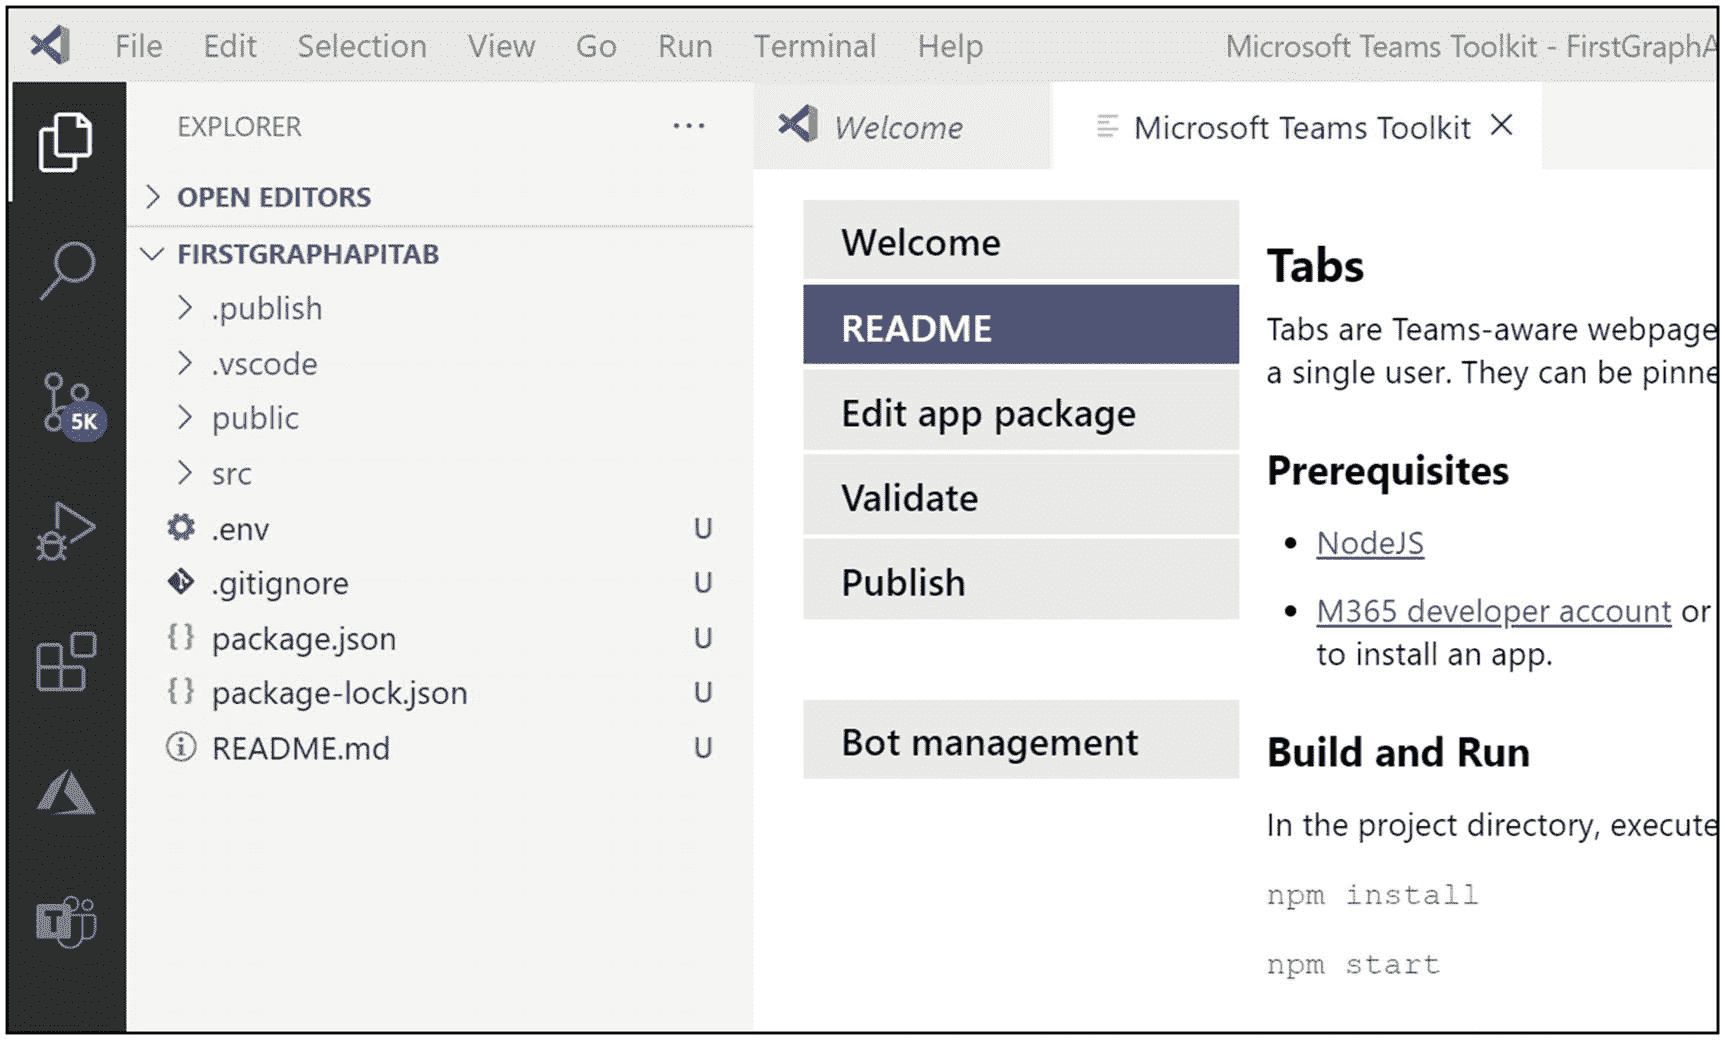 File Edit Selection View Go Run Terminal Help Microsoft Teams Toolkit - FirstGraphA
EXPLORER
OPEN EDITORS
FIRSTGRAPHAPITAB
.publish
.vscode
public
src
.env U
.gitignore U
package.json U
package-lock.json U
README.md U
5K
T
Welcome
Microsoft Teams Toolkit
Welcome
README
Edit app package
Validate
Publish
Bot management
Tabs
Tabs are Teams-aware webpage
a single user. They can be pinne
Prerequisites
• NodeJS
• M365 developer account or
to install an app.
Build and Run
In the project directory, execute
npm install
npm start